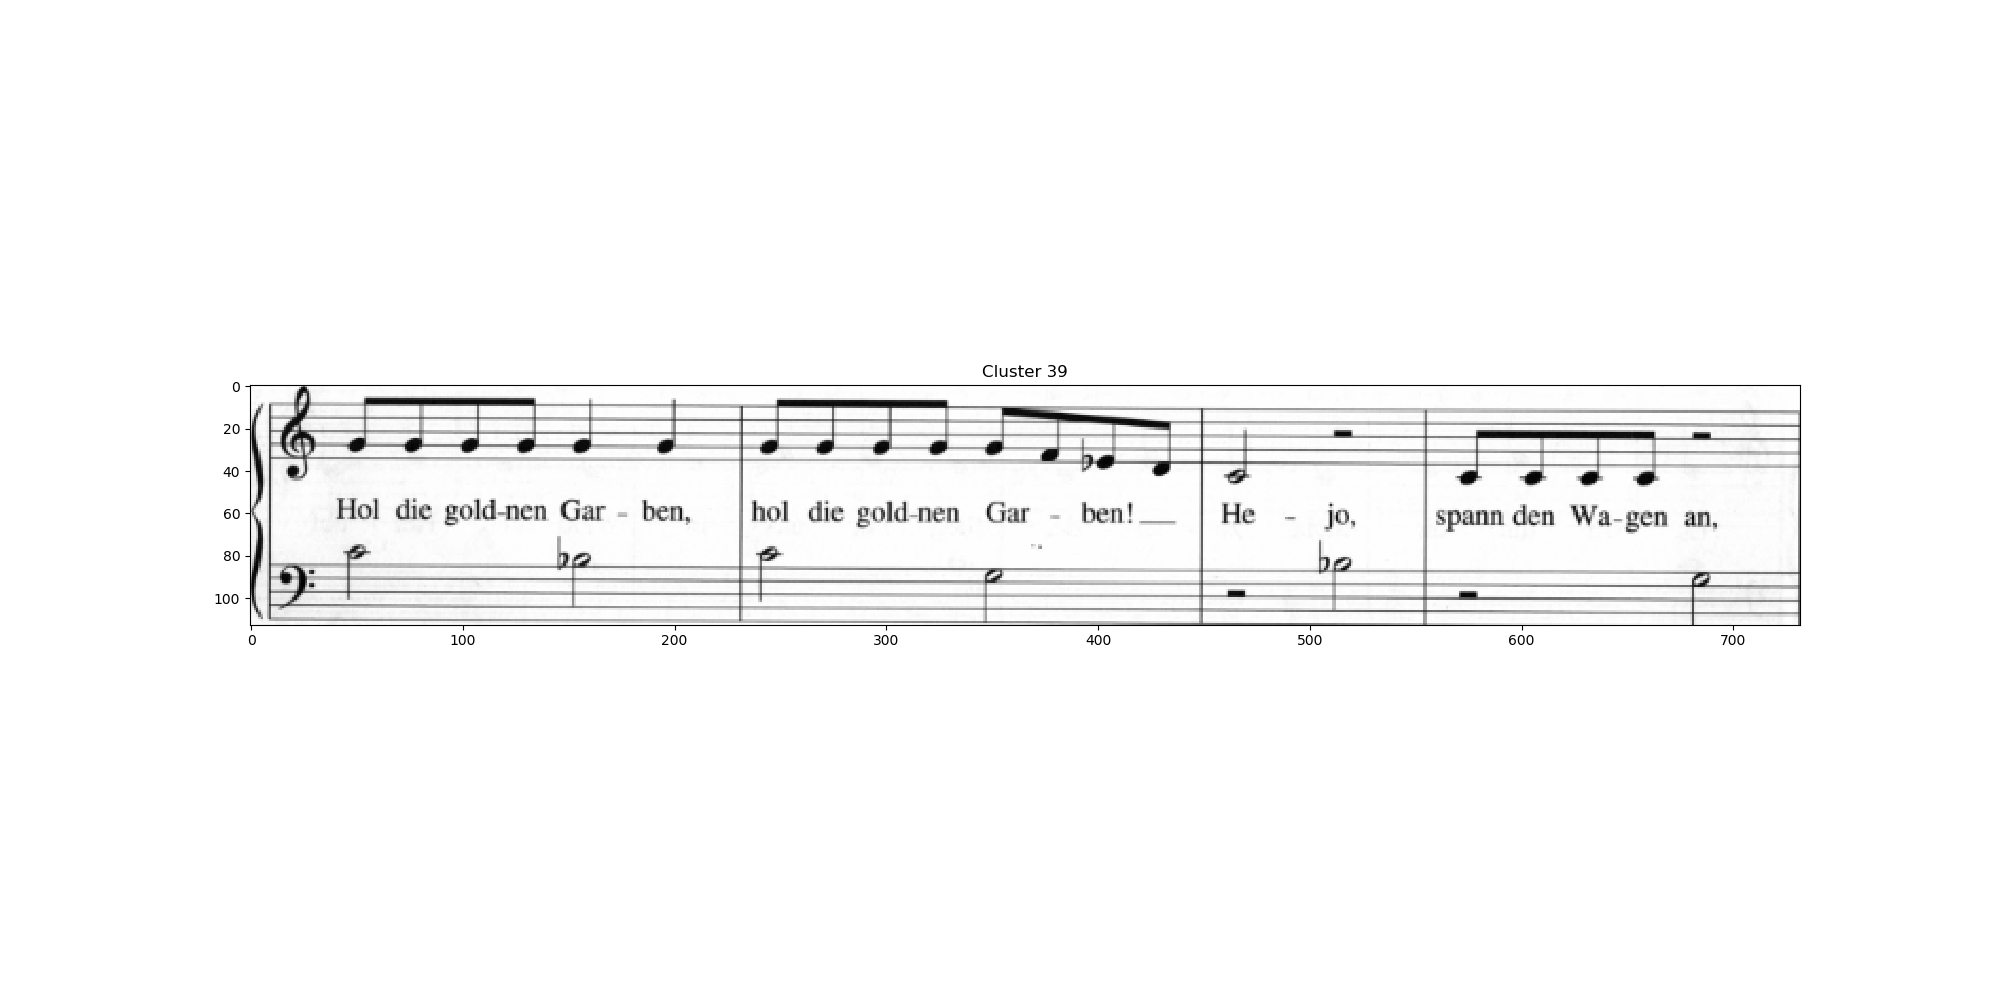 Cluster 39
Hol die gold-nen Gar - ben, hol die gold-nen Gar - ben! He - jo, spann den Wa-gen an,
0
20
40
60
80
100
0 100 200 300 400 500 600 700